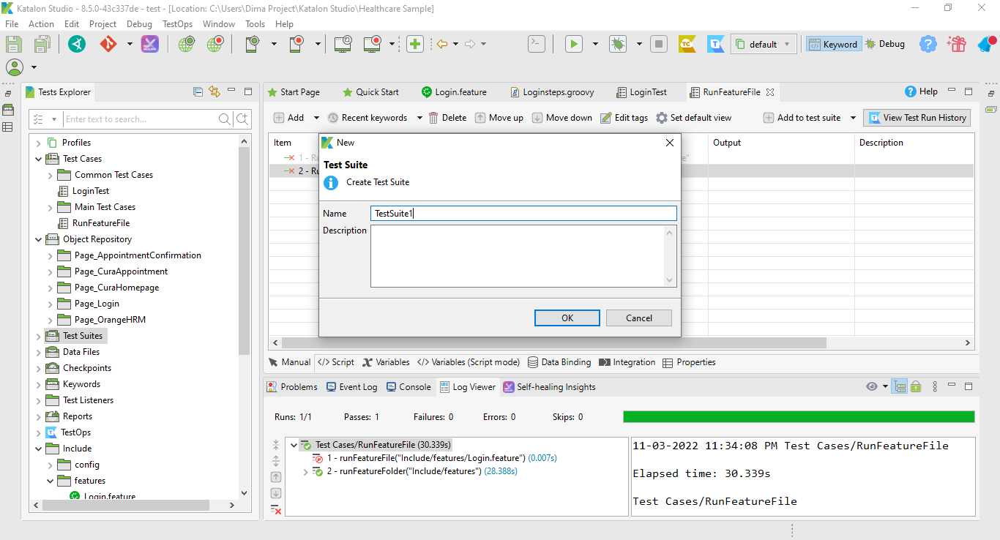 Katalon Studio - 8.5.0-43c337de - test - [Location: C:\Users\Dima Project\Katalon Studio\Healthcare Sample]
File Action Edit Project Debug TestOps Window Tools Help
TC T default Keyword Debug
Tests Explorer
Enter text to search...
Profiles
Test Cases
Common Test Cases
LoginTest
Main Test Cases
RunFeatureFile
Object Repository
Page_AppointmentConfirmation
Page_CuraAppointment
Page_CuraHomepage
Page_Login
Page_OrangeHRM
Test Suites
Data Files
Checkpoints
Keywords
Test Listeners
Reports
TestOps
Include
config
features
Login.feature
Start Page Quick Start Login.feature Loginsteps.groovy LoginTest RunFeatureFile Help
Add Recent keywords Delete Move up Move down Edit tags Set default view Add to test suite View Test Run History
Item Output Description
1 - Ru e"
2 - Ru
New
Test Suite
Create Test Suite
Name TestSuite1
Description
OK Cancel
Manual </> Script Variables </> Variables (Script mode) Data Binding Integration Properties
Problems Event Log Console Log Viewer Self-healing Insights
Runs: 1/1 Passes: 1 Failures: 0 Errors: 0 Skips: 0
Test Cases/RunFeatureFile (30.339s)
1 - runFeatureFile("Include/features/Login.feature") (0.007s)
2 - runFeatureFolder("Include/features") (28.388s)
11-03-2022 11:34:08 PM Test Cases/RunFeatureFile
Elapsed time: 30.339s
Test Cases/RunFeatureFile